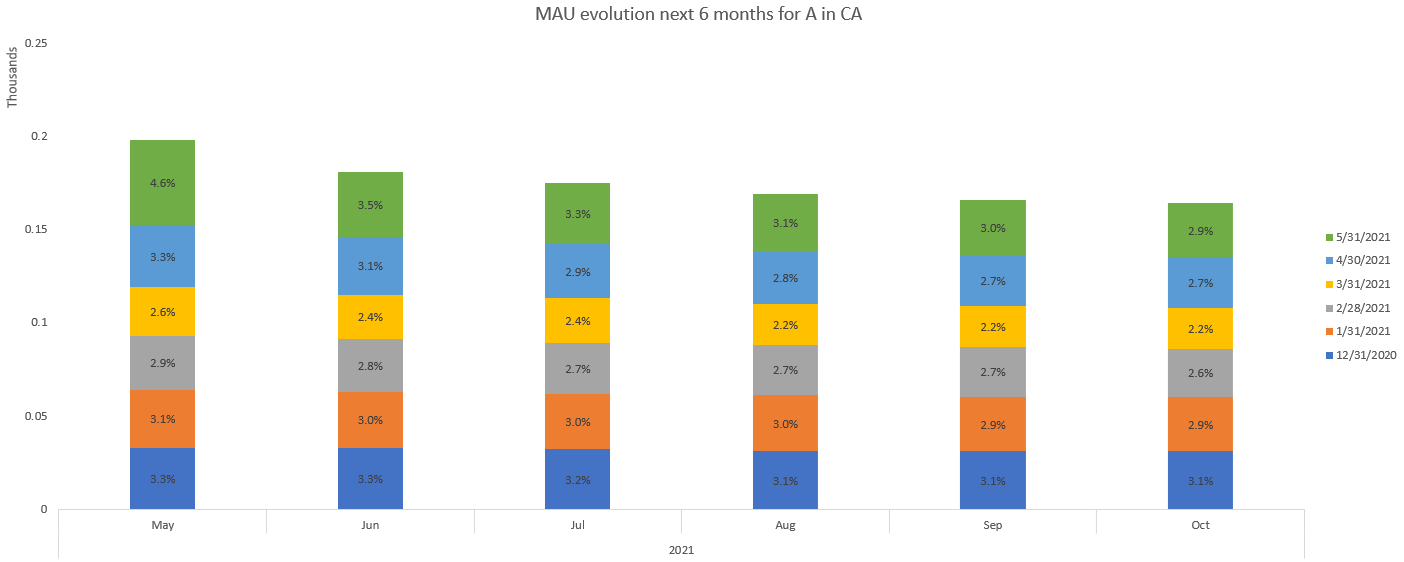 MAU evolution next 6 months for A in CA
Thousands
0.25
0.2
0.15
0.1
0.05
0
4.6% 3.5% 3.3% 3.1% 3.0% 2.9%
3.3% 3.1% 2.9% 2.8% 2.7% 2.7%
2.6% 2.4% 2.4% 2.2% 2.2% 2.2%
2.9% 2.8% 2.7% 2.7% 2.7% 2.6%
3.1% 3.0% 3.0% 3.0% 2.9% 2.9%
3.3% 3.3% 3.2% 3.1% 3.1% 3.1%
May Jun Jul Aug Sep Oct
2021
5/31/2021
4/30/2021
3/31/2021
2/28/2021
1/31/2021
12/31/2020